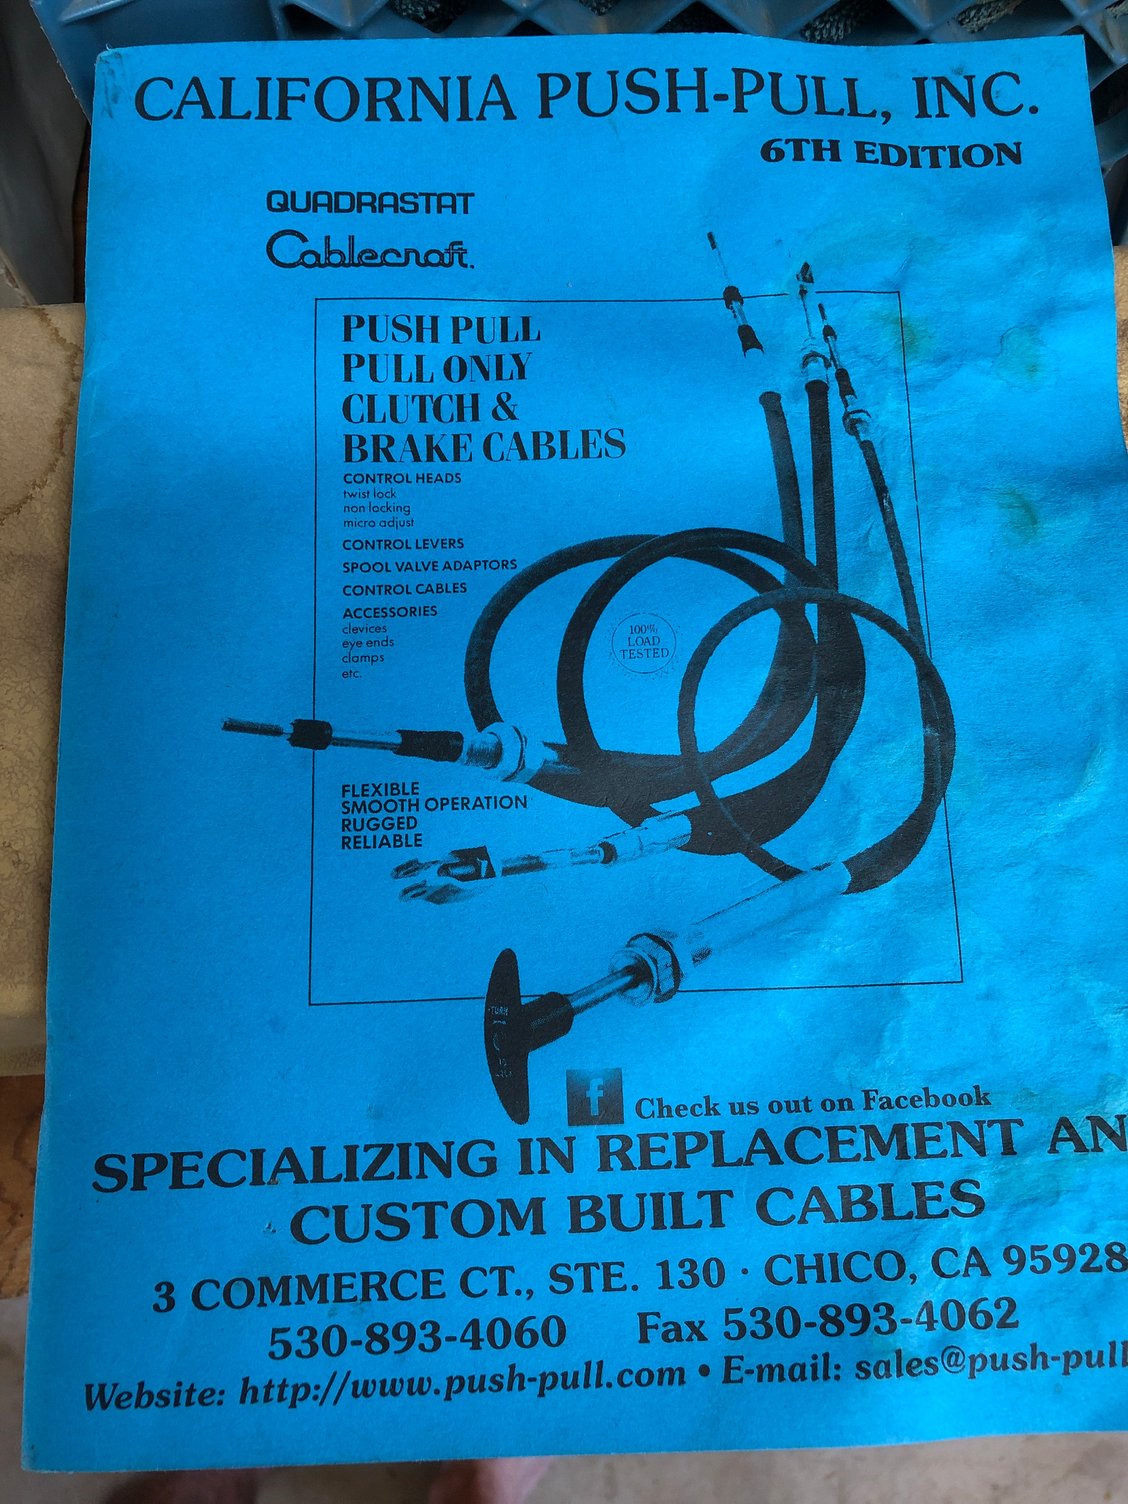 CALIFORNIA PUSH-PULL, INC.
6TH EDITION
QUADRASTAT
Cablecraft.
PUSH PULL
PULL ONLY
CLUTCH &
BRAKE CABLES
CONTROL HEADS
twist lock
non locking
micro adjust
CONTROL LEVERS
SPOOL VALVE ADAPTORS
CONTROL CABLES
ACCESSORIES
clevices
eye ends
clamps
etc.
100%
LOAD
TESTED
FLEXIBLE
SMOOTH OPERATION
RUGGED
RELIABLE
TURN
f Check us out on Facebook
SPECIALIZING IN REPLACEMENT AN
CUSTOM BUILT CABLES
3 COMMERCE CT., STE. 130 · CHICO, CA 95928
530-893-4060 Fax 530-893-4062
Website: http://www.push-pull.com • E-mail: sales@push-pull